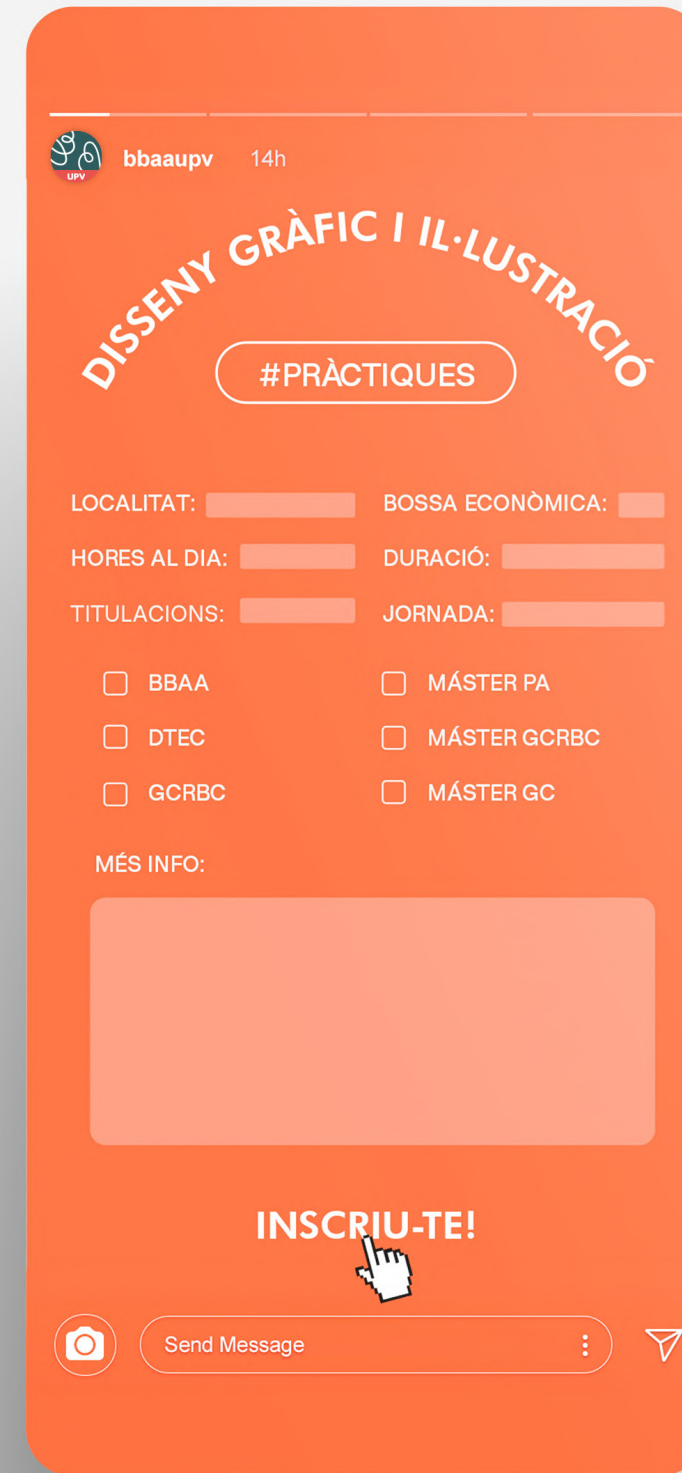 bbaaupv 14h
UPV
DISSENY GRÀFIC I IL·LUSTRACIÓ
#PRÀCTIQUES
LOCALITAT: BOSSA ECONÒMICA:
HORES AL DIA: DURACIÓ:
TITULACIONS: JORNADA:
BBAA MÁSTER PA
DTEC MÁSTER GCRBC
GCRBC MÁSTER GC
MÉS INFO:
INSCRIU-TE!
Send Message